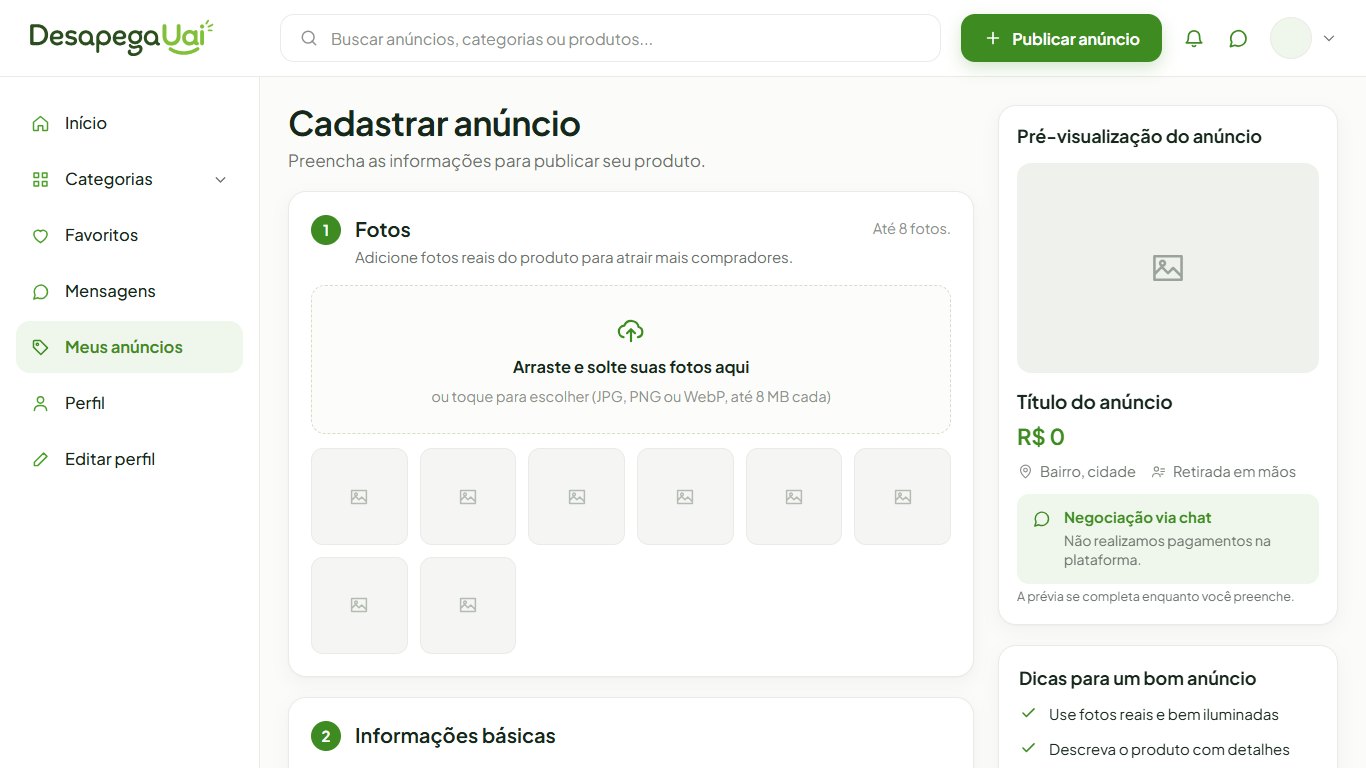 DesapegaUai
Buscar anúncios, categorias ou produtos...
Publicar anúncio
Início
Categorias
Favoritos
Mensagens
Meus anúncios
Perfil
Editar perfil
Cadastrar anúncio
Preencha as informações para publicar seu produto.
1
Fotos
Até 8 fotos.
Adicione fotos reais do produto para atrair mais compradores.
Arraste e solte suas fotos aqui
ou toque para escolher (JPG, PNG ou WebP, até 8 MB cada)
2
Informações básicas
Pré-visualização do anúncio
Título do anúncio
R$ 0
Bairro, cidade
Retirada em mãos
Negociação via chat
Não realizamos pagamentos na
plataforma.
A prévia se completa enquanto você preenche.
Dicas para um bom anúncio
Use fotos reais e bem iluminadas
Descreva o produto com detalhes